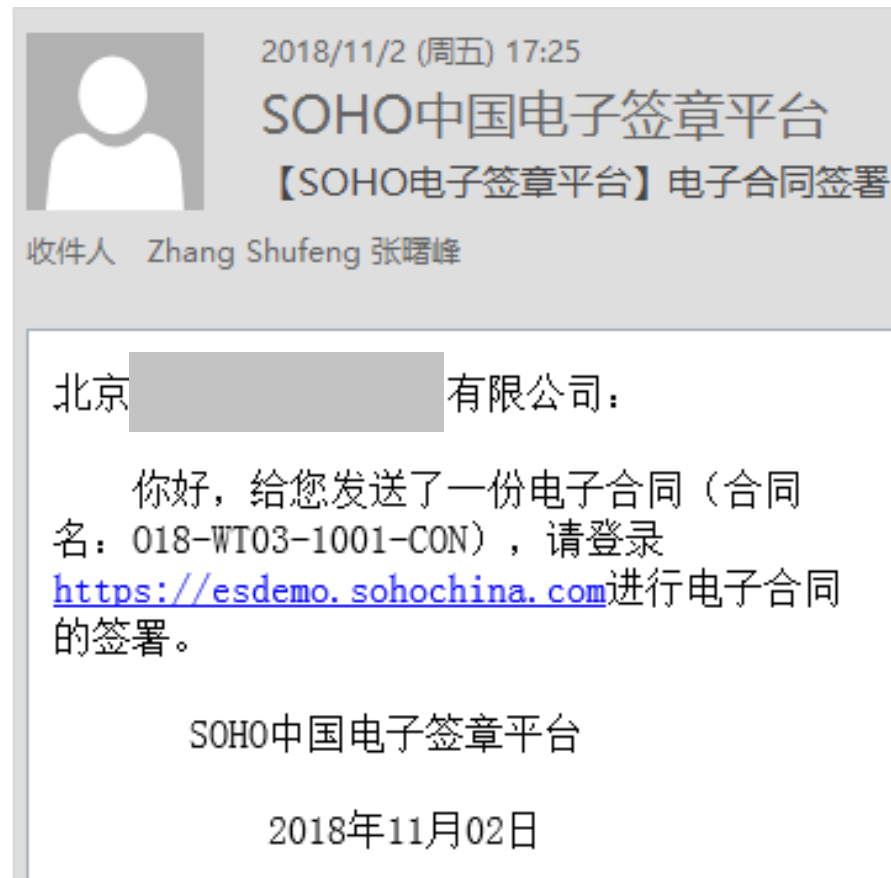 2018/11/2 (周五) 17:25
SOHO中国电子签章平台
【SOHO电子签章平台】电子合同签署
收件人 Zhang Shufeng 张曙峰
北京 有限公司：
你好，给您发送了一份电子合同（合同
名：018-WT03-1001-CON），请登录
https://esdemo.sohochina.com进行电子合同
的签署。
SOHO中国电子签章平台
2018年11月02日